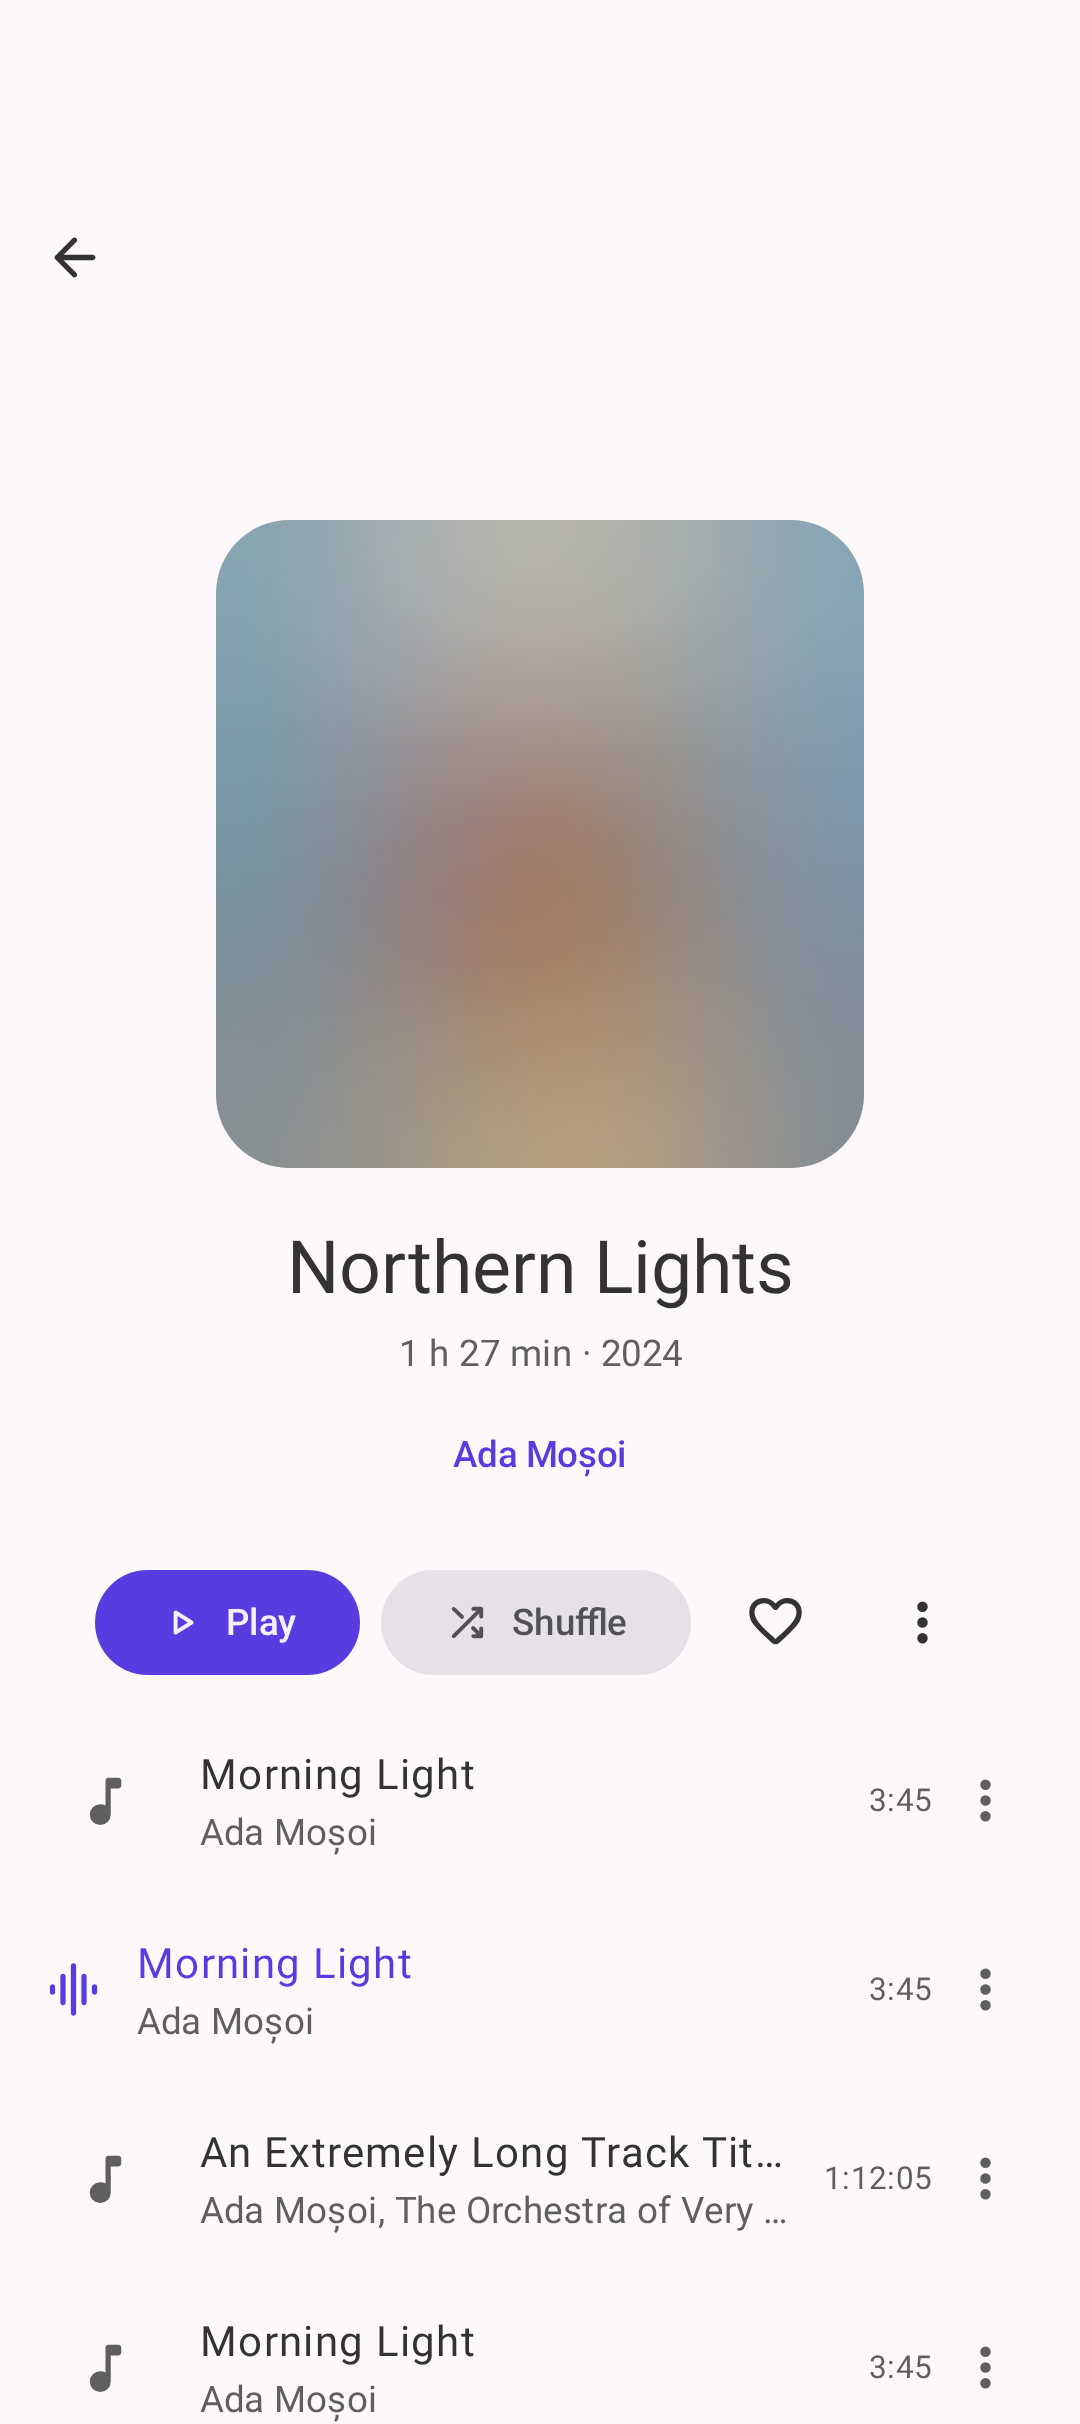 Northern Lights
1 h 27 min · 2024
Ada Moșoi
Play
Shuffle
Morning Light
3:45
Ada Moșoi
Morning Light
3:45
Ada Moșoi
An Extremely Long Track Tit…
1:12:05
Ada Moșoi, The Orchestra of Very …
Morning Light
3:45
Ada Moșoi